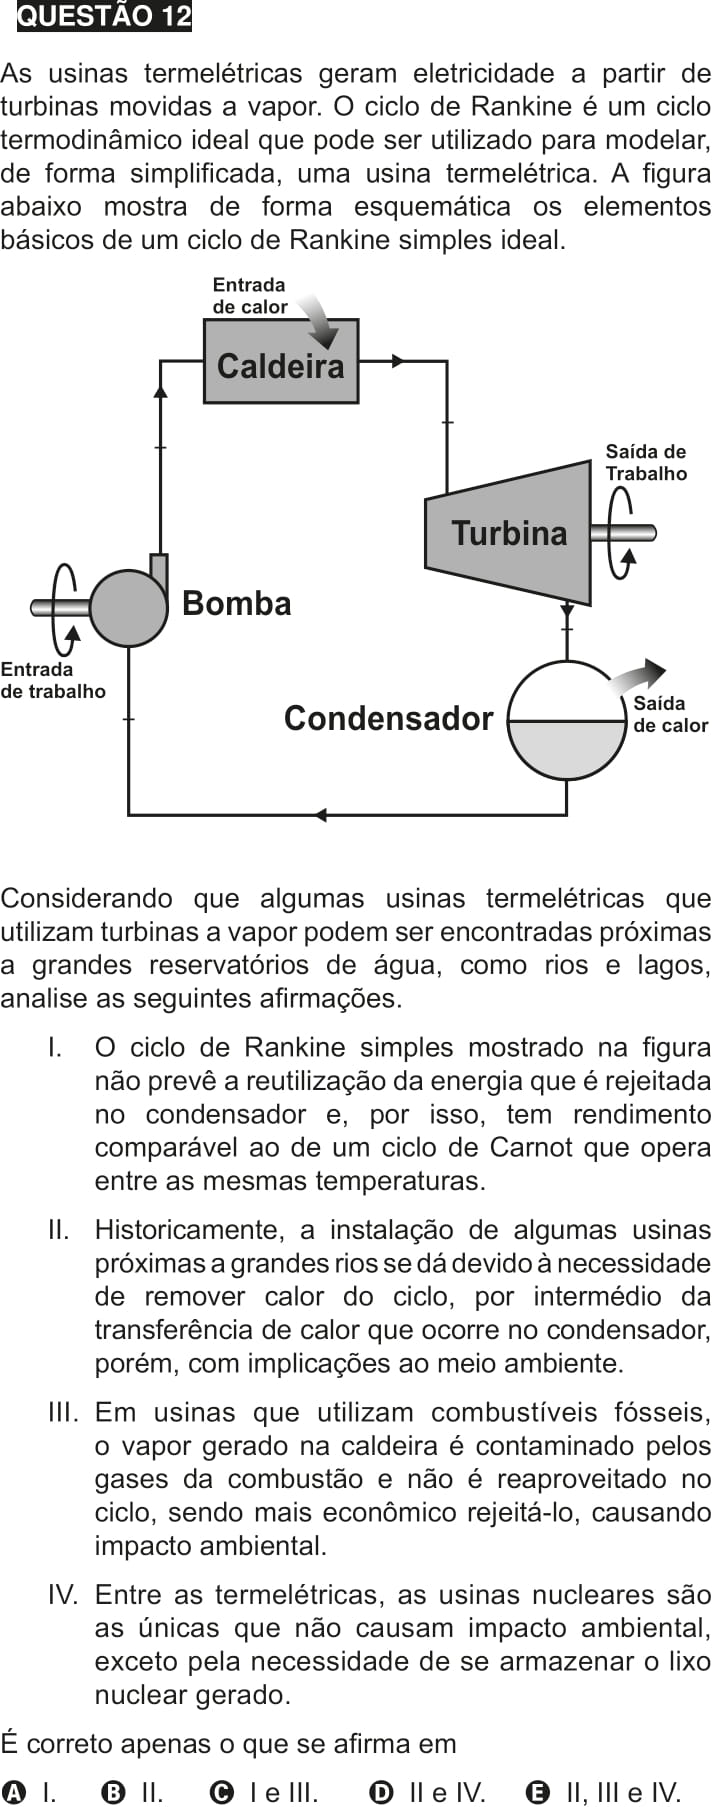 QUESTÃO 12
As usinas termelétricas geram eletricidade a partir de
turbinas movidas a vapor. O ciclo de Rankine é um ciclo
termodinâmico ideal que pode ser utilizado para modelar,
de forma simplificada, uma usina termelétrica. A figura
abaixo mostra de forma esquemática os elementos
básicos de um ciclo de Rankine simples ideal.
Entrada
de calor
Caldeira
Saída de
Trabalho
Turbina
Bomba
Entrada
de trabalho
Condensador
Saída
de calor
Considerando que algumas usinas termelétricas que
utilizam turbinas a vapor podem ser encontradas próximas
a grandes reservatórios de água, como rios e lagos,
analise as seguintes afirmações.
I. O ciclo de Rankine simples mostrado na figura
não prevê a reutilização da energia que é rejeitada
no condensador e, por isso, tem rendimento
comparável ao de um ciclo de Carnot que opera
entre as mesmas temperaturas.
II. Historicamente, a instalação de algumas usinas
próximas a grandes rios se dá devido à necessidade
de remover calor do ciclo, por intermédio da
transferência de calor que ocorre no condensador,
porém, com implicações ao meio ambiente.
III. Em usinas que utilizam combustíveis fósseis,
o vapor gerado na caldeira é contaminado pelos
gases da combustão e não é reaproveitado no
ciclo, sendo mais econômico rejeitá-lo, causando
impacto ambiental.
IV. Entre as termelétricas, as usinas nucleares são
as únicas que não causam impacto ambiental,
exceto pela necessidade de se armazenar o lixo
nuclear gerado.
É correto apenas o que se afirma em
A I. B II. C I e III. D II e IV. E II, III e IV.